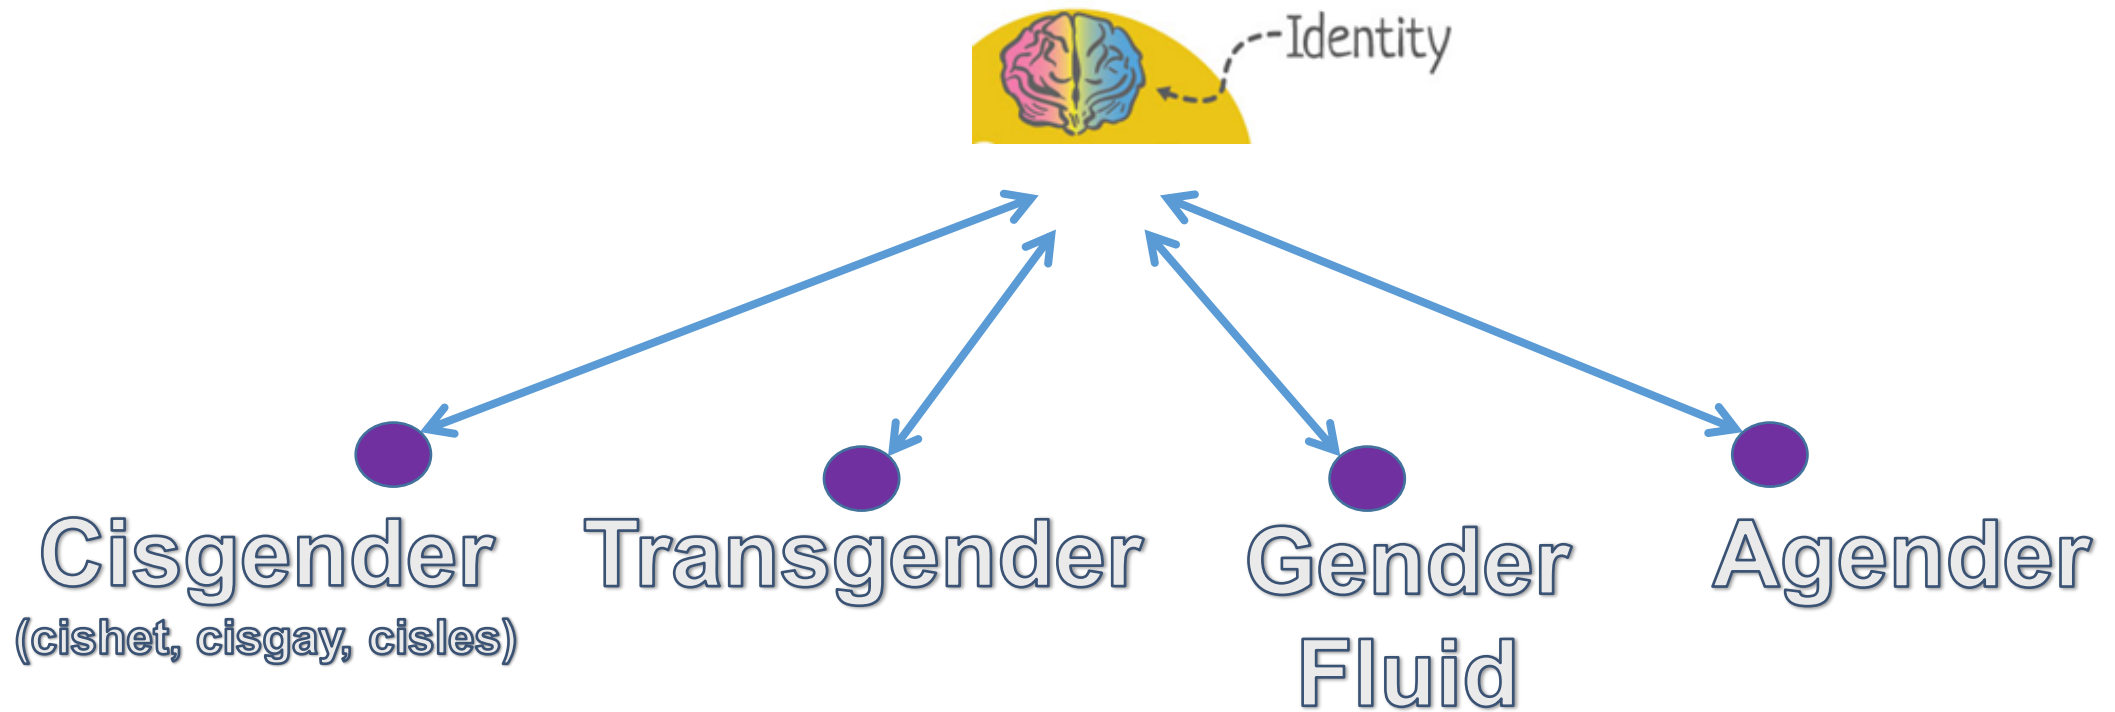 Identity
Cisgender
(cishet, cisgay, cisles)
Transgender
Gender
Fluid
Agender